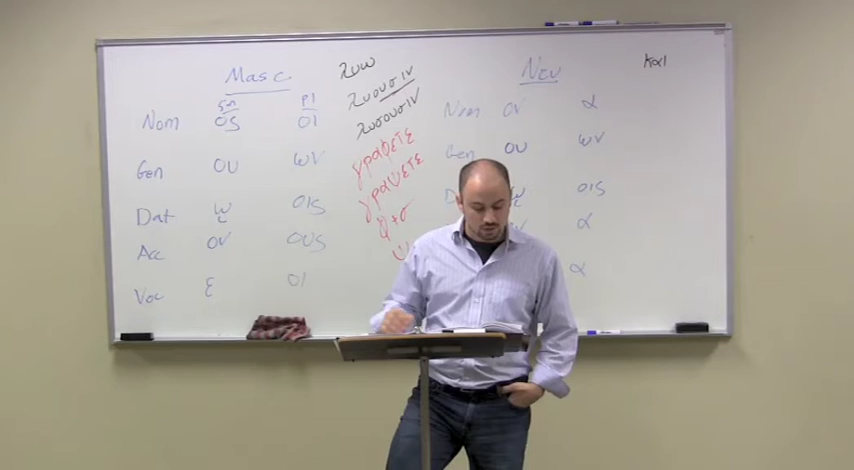 Masc
sg pl
Nom ος οι
Gen ου ων
Dat ῳ οις
Acc ον ους
Voc ε οι
λυω
λυουσιν
λυσουσιν
γραφετε
γραψετε
φ + σ
ψ
Neu
Nom ον α
Gen ου ων
οις
α
α
και